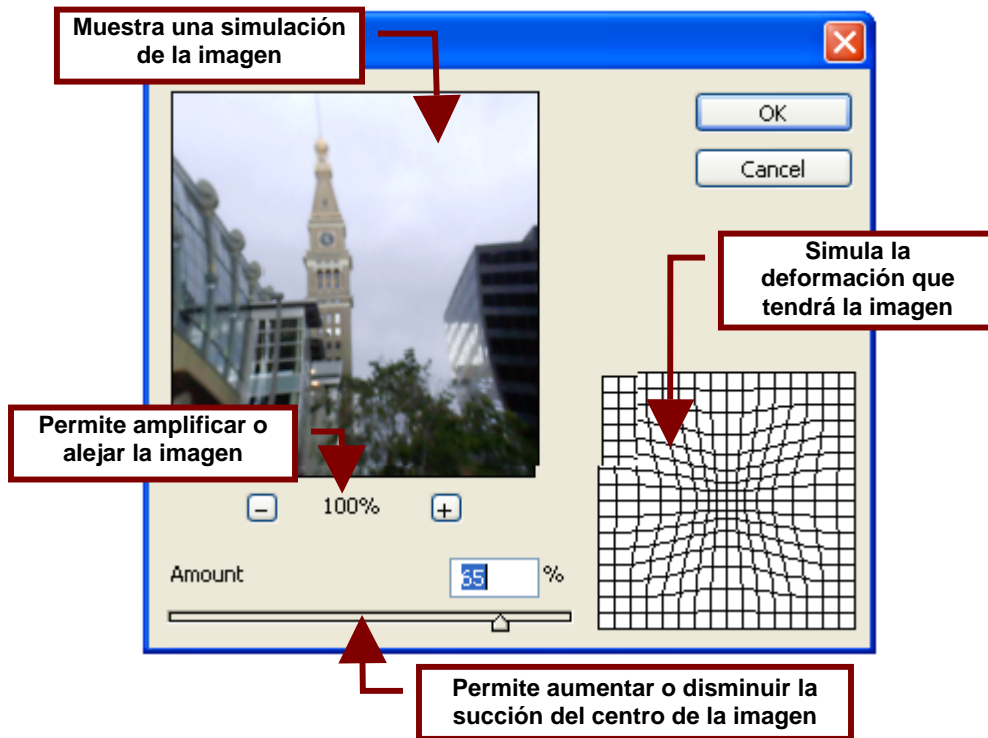 Muestra una simulación
de la imagen
OK
Cancel
Simula la
deformación que
tendrá la imagen
Permite amplificar o
alejar la imagen
100%
Amount
65
%
Permite aumentar o disminuir la
succión del centro de la imagen